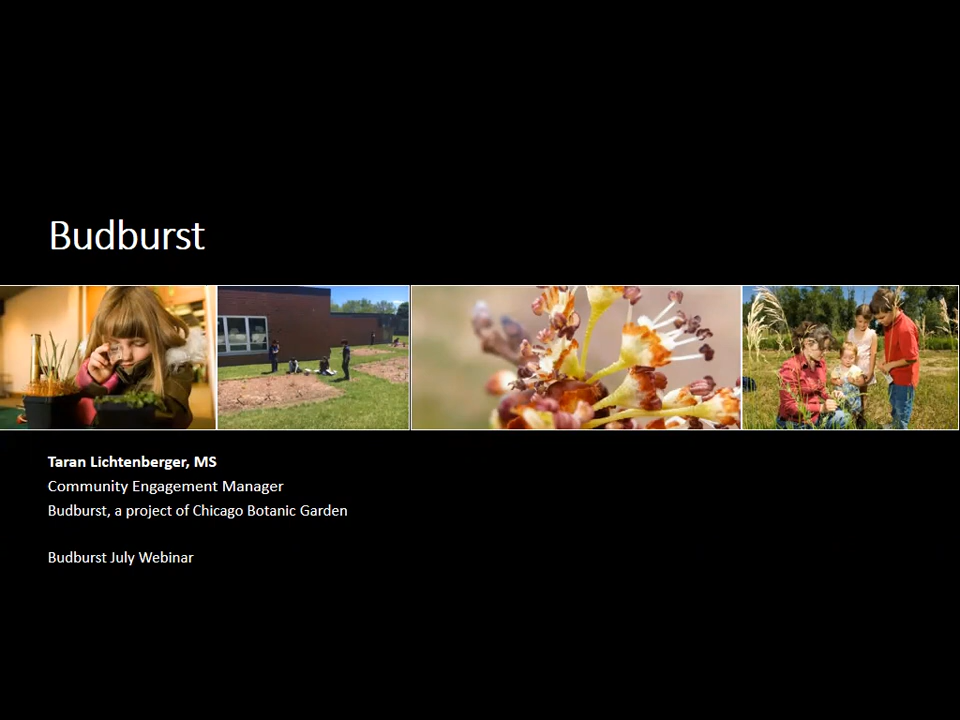 Budburst
Taran Lichtenberger, MS
Community Engagement Manager
Budburst, a project of Chicago Botanic Garden
Budburst July Webinar